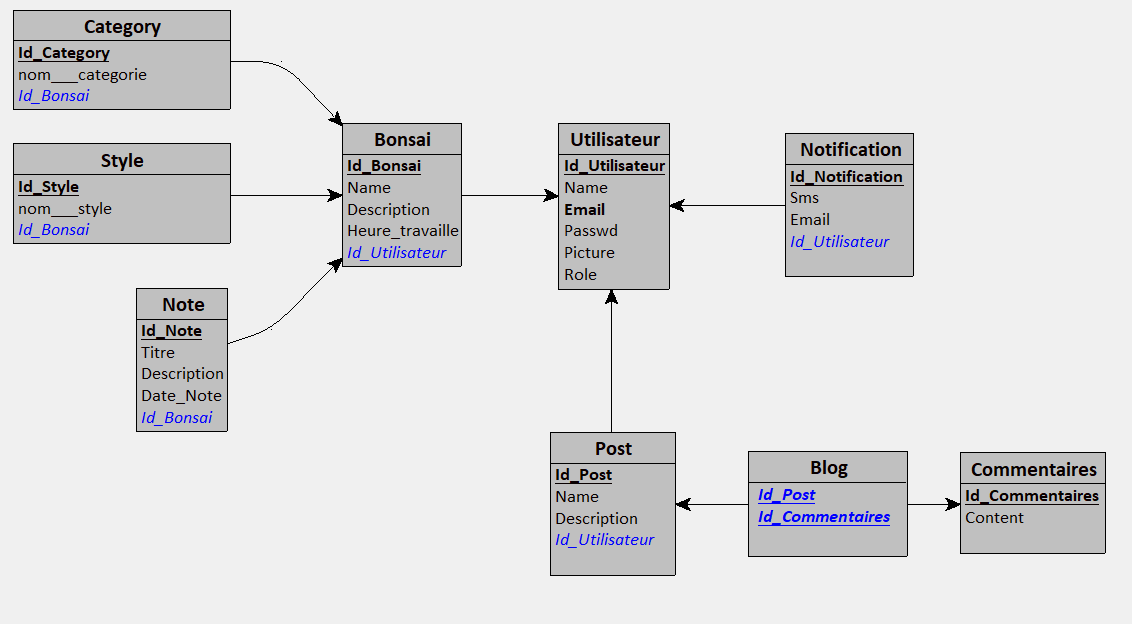 Category
Id_Category
nom___categorie
Id_Bonsai
Style
Id_Style
nom___style
Id_Bonsai
Note
Id_Note
Titre
Description
Date_Note
Id_Bonsai
Bonsai
Id_Bonsai
Name
Description
Heure_travaille
Id_Utilisateur
Utilisateur
Id_Utilisateur
Name
Email
Passwd
Picture
Role
Notification
Id_Notification
Sms
Email
Id_Utilisateur
Post
Id_Post
Name
Description
Id_Utilisateur
Blog
Id_Post
Id_Commentaires
Commentaires
Id_Commentaires
Content